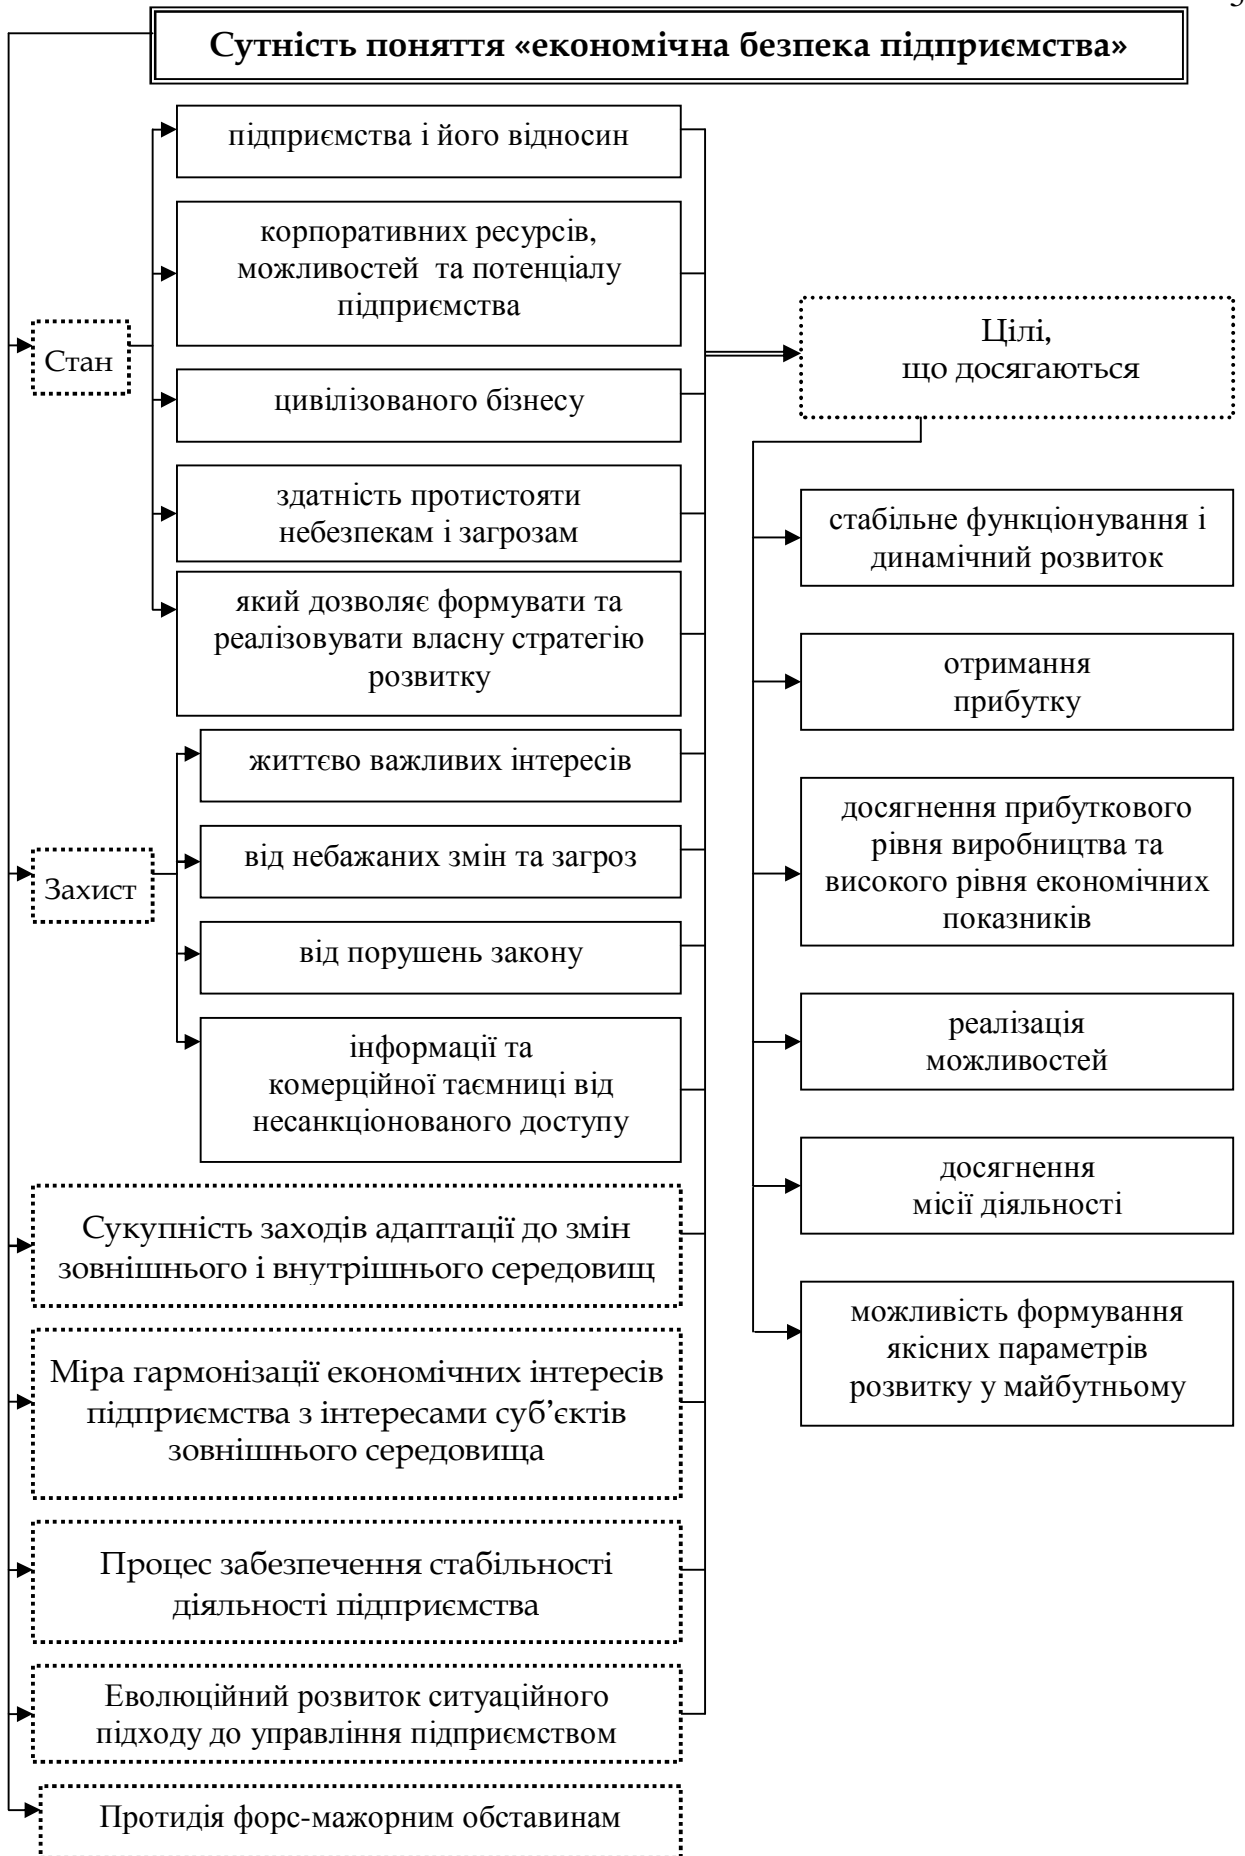 Сутність поняття «економічна безпека підприємства»
підприємства і його відносин
корпоративних ресурсів,
можливостей та потенціалу
підприємства
Стан
цивілізованого бізнесу
здатність протистояти
небезпекам і загрозам
який дозволяє формувати та
реалізовувати власну стратегію
розвитку
життєво важливих інтересів
від небажаних змін та загроз
Захист
від порушень закону
інформації та
комерційної таємниці від
несанкціонованого доступу
Сукупність заходів адаптації до змін
зовнішнього і внутрішнього середовищ
Міра гармонізації економічних інтересів
підприємства з інтересами суб’єктів
зовнішнього середовища
Процес забезпечення стабільності
діяльності підприємства
Еволюційний розвиток ситуаційного
підходу до управління підприємством
Протидія форс-мажорним обставинам
Цілі,
що досягаються
стабільне функціонування і
динамічний розвиток
отримання
прибутку
досягнення прибуткового
рівня виробництва та
високого рівня економічних
показників
реалізація
можливостей
досягнення
місії діяльності
можливість формування
якісних параметрів
розвитку у майбутньому